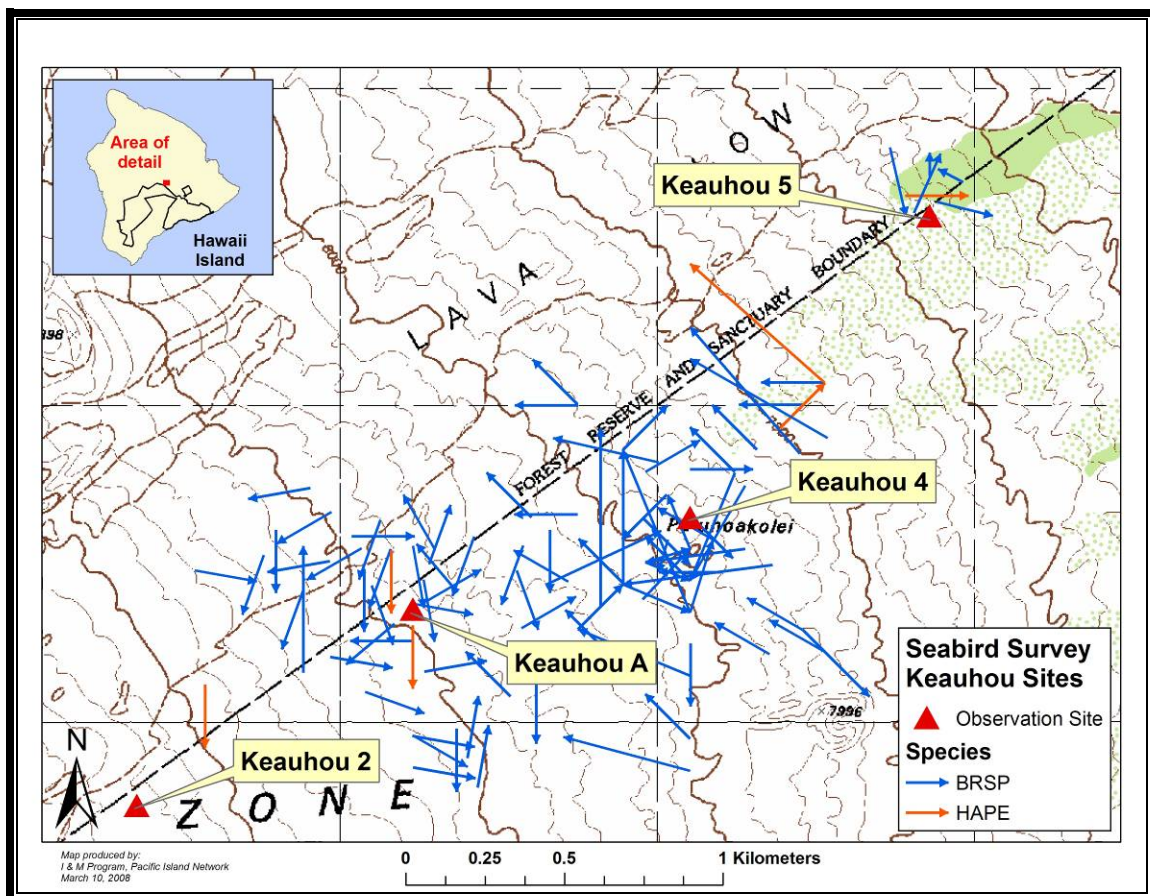 Area of
detail
Hawaii
Island
LAVA
OW
8000
Keauhou 5
FOREST RESERVE AND SANCTUARY BOUNDARY
Keauhou 4
Keauhou A
7996
Keauhou 2
ZONE
N
Seabird Survey
Keauhou Sites
Observation Site
Species
BRSP
HAPE
Map produced by:
I & M Program, Pacific Island Network
March 10, 2008
0 0.25 0.5 1 Kilometers